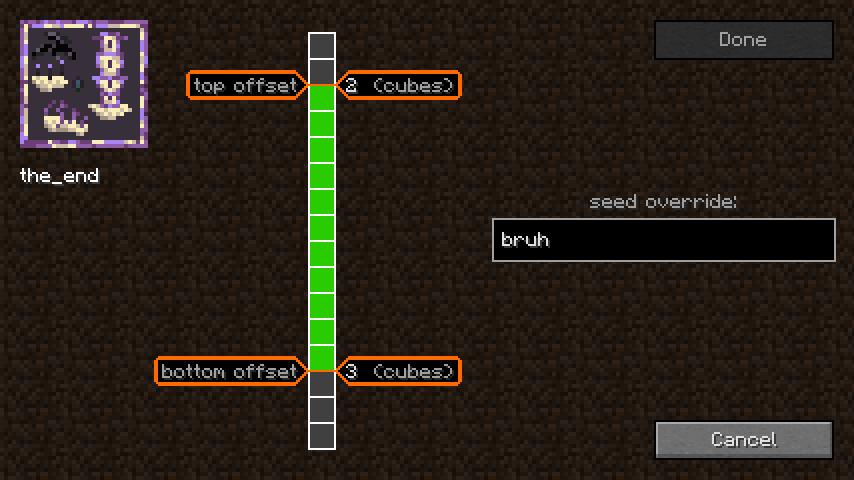 Done
top offset
2 (cubes)
the_end
seed override:
bruh
bottom offset
3 (cubes)
Cancel